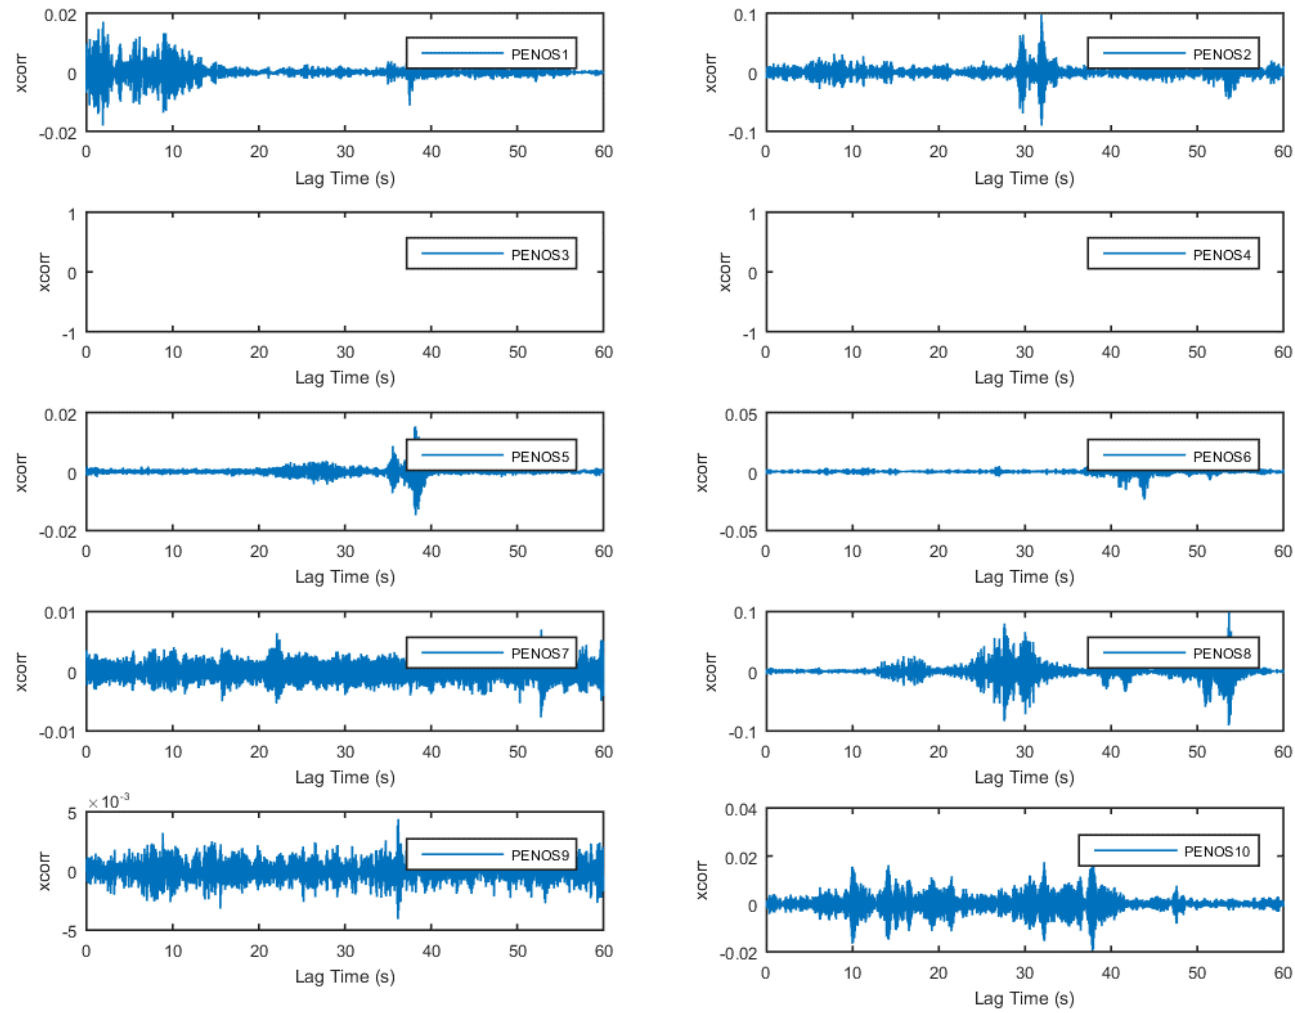 0.02
xcorr
0
-0.02
PENOS1
0 10 20 30 40 50 60
Lag Time (s)
0.1
xcorr
0
-0.1
PENOS2
0 10 20 30 40 50 60
Lag Time (s)
1
xcorr
0
-1
PENOS3
0 10 20 30 40 50 60
Lag Time (s)
1
xcorr
0
-1
PENOS4
0 10 20 30 40 50 60
Lag Time (s)
0.02
xcorr
0
-0.02
PENOS5
0 10 20 30 40 50 60
Lag Time (s)
0.05
xcorr
0
-0.05
PENOS6
0 10 20 30 40 50 60
Lag Time (s)
0.01
xcorr
0
-0.01
PENOS7
0 10 20 30 40 50 60
Lag Time (s)
0.1
xcorr
0
-0.1
PENOS8
0 10 20 30 40 50 60
Lag Time (s)
×10⁻³
5
xcorr
0
-5
PENOS9
0 10 20 30 40 50 60
Lag Time (s)
0.04
0.02
xcorr
0
-0.02
PENOS10
0 10 20 30 40 50 60
Lag Time (s)